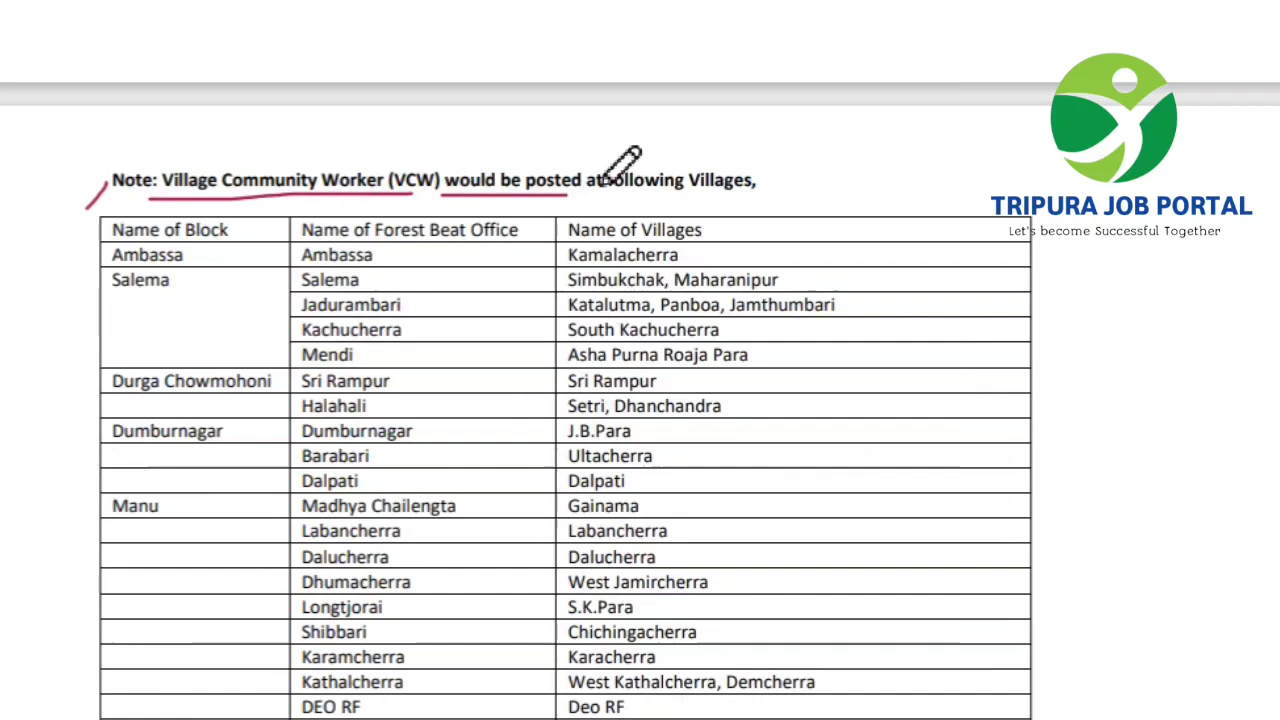 Note: Village Community Worker (VCW) would be posted at following Villages,
TRIPURA JOB PORTAL
Let's become Successful Together
Name of Block Name of Forest Beat Office Name of Villages
Ambassa Ambassa Kamalacherra
Salema Salema Simbukchak, Maharanipur
Jadurambari Katalutma, Panboa, Jamthumbari
Kachucherra South Kachucherra
Mendi Asha Purna Roaja Para
Durga Chowmohoni Sri Rampur Sri Rampur
Halahali Setri, Dhanchandra
Dumburnagar Dumburnagar J.B.Para
Barabari Ultacherra
Dalpati Dalpati
Manu Madhya Chailengta Gainama
Labancherra Labancherra
Dalucherra Dalucherra
Dhumacherra West Jamircherra
Longtjorai S.K.Para
Shibbari Chichingacherra
Karamcherra Karacherra
Kathalcherra West Kathalcherra, Demcherra
DEO RF Deo RF